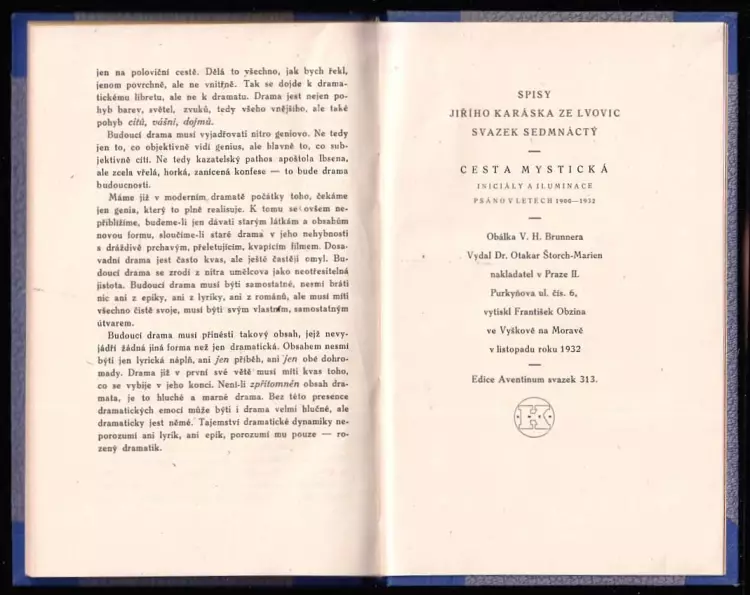 jen na poloviční cestě. Dělá to všechno, jak bych řekl,
jenom povrchně, ale ne vnitřně. Tak se dojde k drama-
tickému libretu, ale ne k dramatu. Drama jest nejen po-
hyb barev, světel, zvuků, tedy všeho vnějšího, ale také
pohyb citů, vášní, dojmů.
Budoucí drama musí vyjadřovati nitro geniovo. Ne tedy
jen to, co objektivně vidí genius, ale hlavně to, co sub-
jektivně cítí. Ne tedy kazatelský pathos apoštola Ibsena,
ale zcela vřelá, horká, zanícená konfese — to bude drama
budoucnosti.
Máme již v moderním dramatě počátky toho, čekáme
jen genia, který to plně realisuje. K tomu se ovšem ne-
přiblížíme, budeme-li jen dávati starým látkám a obsahům
novou formu, sloučíme-li staré drama v jeho nehybnosti
s dráždivě prchavým, přeletujícím, kvapícím filmem. Dosa-
vadní drama jest často kvas, ale ještě častěji omyl. Bu-
doucí drama se zrodí z nitra umělcova jako neotřesitelná
jistota. Budoucí drama musí býti samostatné, nesmí bráti
nic ani z epiky, ani z lyriky, ani z románů, ale musí míti
všechno čistě svoje, musí býti svým vlastním, samostatným
útvarem.
Budoucí drama musí přinésti takový obsah, jejž nevy-
jádří žádná jiná forma než jen dramatická. Obsahem nesmí
býti jen lyrická náplň, ani jen příběh, ani jen obé dohro-
mady. Drama již v první své větě musí míti kvas toho,
co se vybije v jeho konci. Není-li zpřítomněn obsah dra-
mata, je to hluché a marné drama. Bez této presence
dramatických emocí může býti i drama velmi hlučné, ale
dramaticky jest němé. Tajemství dramatické dynamiky ne-
porozumí ani lyrik, ani epik, porozumí mu pouze — ro-
zený dramatik.
SPISY
JIŘÍHO KARÁSKA ZE LVOVIC
SVAZEK SEDMNÁCTÝ
—
CESTA MYSTICKÁ
INICIÁLY A ILUMINACE
PSÁNO V LETECH 1900—1932
—
Obálka V. H. Brunnera
Vydal Dr. Otakar Štorch-Marien
nakladatel v Praze II.
Purkyňova ul. čís. 6,
vytiskl František Obzina
ve Vyškově na Moravě
v listopadu roku 1932
—
Edice Aventinum svazek 313.